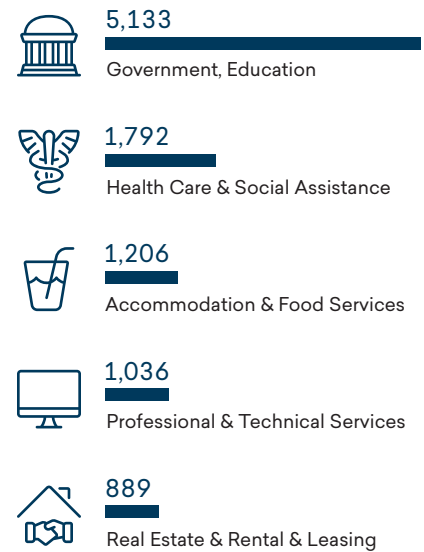 5,133
Government, Education
1,792
Health Care & Social Assistance
1,206
Accommodation & Food Services
1,036
Professional & Technical Services
889
Real Estate & Rental & Leasing